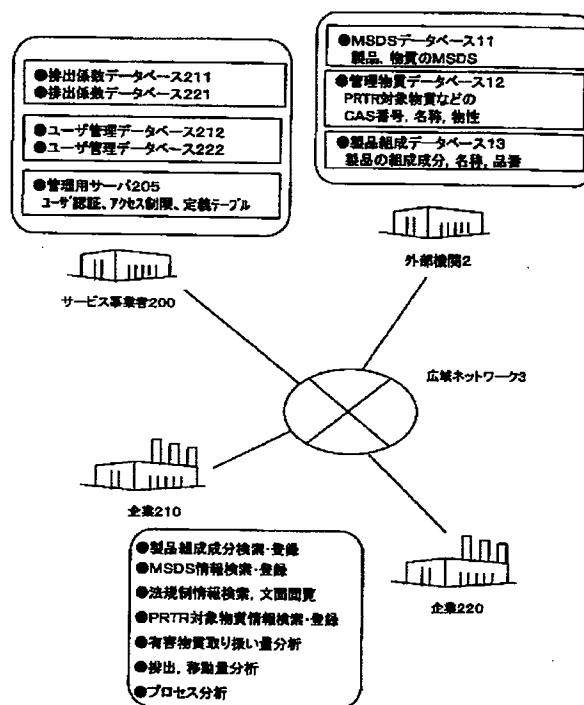 ●排出係数データベース211
●排出係数データベース221
●ユーザ管理データベース212
●ユーザ管理データベース222
●管理用サーバ205
ユーザ認証、アクセス制限、定義テーブル
サービス事業者200
●MSDSデータベース11
製品、物質のMSDS
●管理物質データベース12
PRTR対象物質などの
CAS番号, 名称, 物性
●製品組成データベース13
製品の組成成分, 名称, 品番
外部機関2
広域ネットワーク3
企業210
●製品組成成分検索・登録
●MSDS情報検索・登録
●法規制情報検索, 文面閲覧
●PRTR対象物質情報検索・登録
●有害物質取り扱い量分析
●排出, 移動量分析
●プロセス分析
企業220